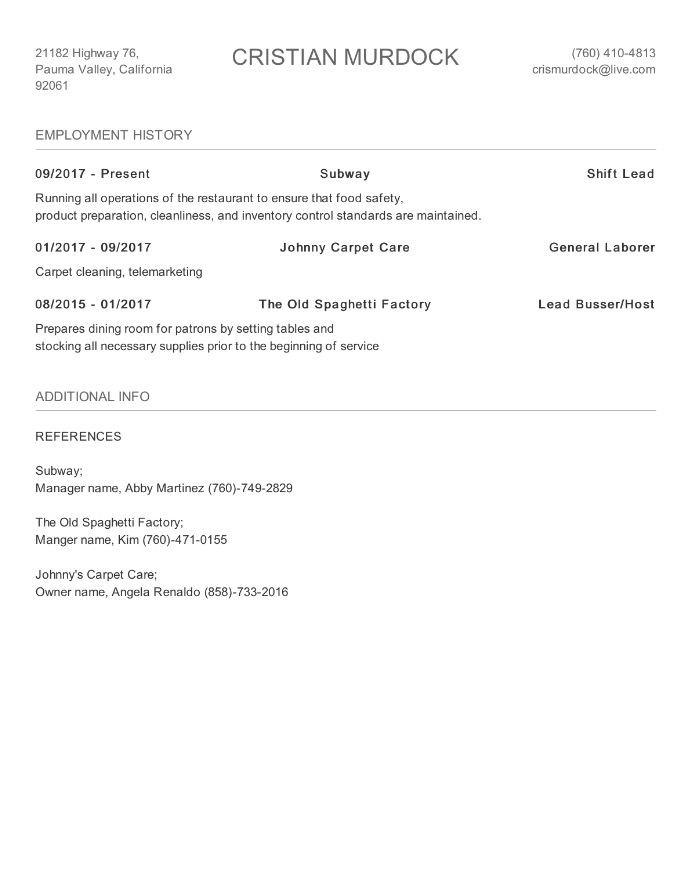 21182 Highway 76,
Pauma Valley, California
92061
CRISTIAN MURDOCK
(760) 410-4813
crismurdock@live.com
EMPLOYMENT HISTORY
09/2017 - Present Subway Shift Lead
Running all operations of the restaurant to ensure that food safety,
product preparation, cleanliness, and inventory control standards are maintained.
01/2017 - 09/2017 Johnny Carpet Care General Laborer
Carpet cleaning, telemarketing
08/2015 - 01/2017 The Old Spaghetti Factory Lead Busser/Host
Prepares dining room for patrons by setting tables and
stocking all necessary supplies prior to the beginning of service
ADDITIONAL INFO
REFERENCES
Subway;
Manager name, Abby Martinez (760)-749-2829
The Old Spaghetti Factory;
Manger name, Kim (760)-471-0155
Johnny's Carpet Care;
Owner name, Angela Renaldo (858)-733-2016